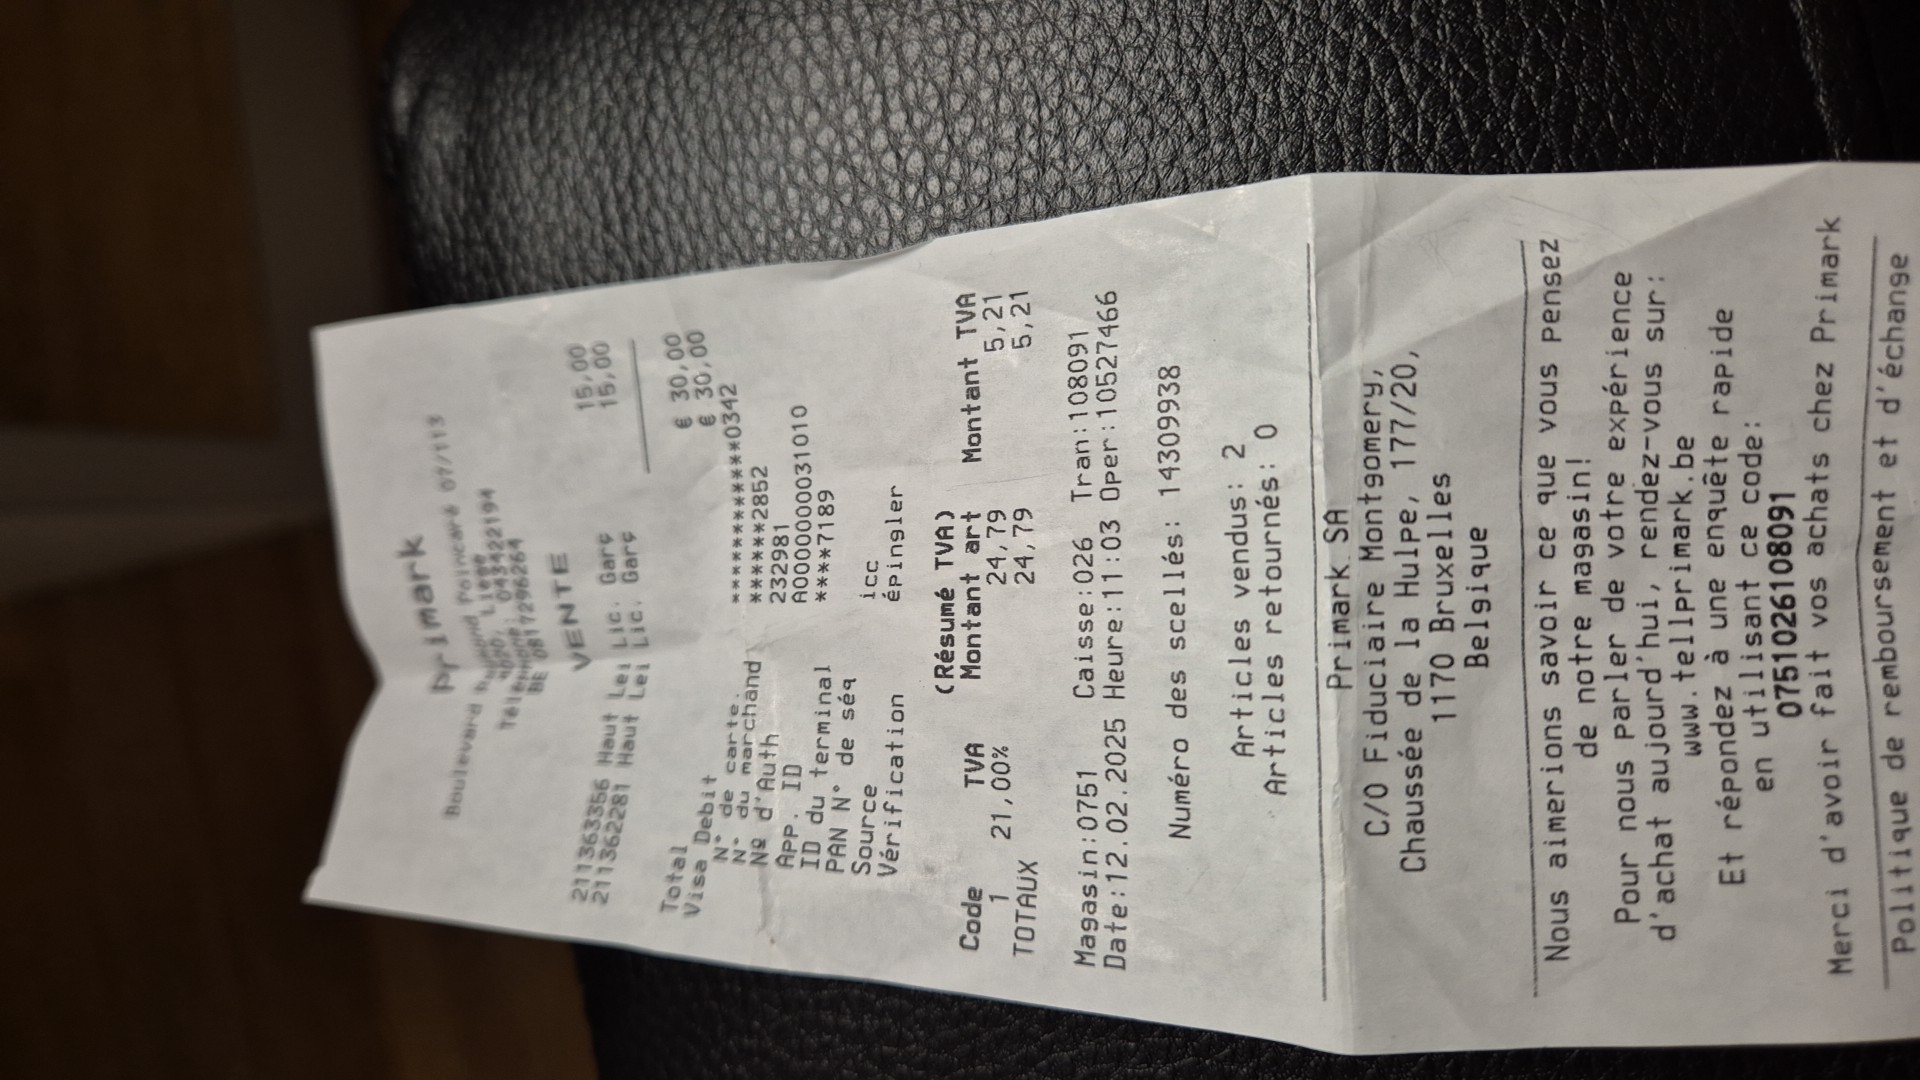 primark
Boulevard Raymond Poincaré 07/113
4020, Liege
Téléphone: 043422194
BE 0817296264
VENTE
211363356 Haut Lei Lic. Garç 15,00
211362281 Haut Lei Lic. Garç 15,00
Total € 30,00
Visa Debit € 30,00
N° de carte. ************0342
N° du marchand ******2852
Nº d'Auth 232981
App. ID A0000000031010
ID du terminal ****7189
PAN N° de séq
Source icc
Vérification épingler
(Résumé TVA)
Code TVA Montant art Montant TVA
1 21,00% 24,79 5,21
TOTAUX 24,79 5,21
Magasin:0751 Caisse:026 Tran:108091
Date:12.02.2025 Heure:11:03 Oper:10527466
Numéro des scellés: 14309938
Articles vendus: 2
Articles retournés: 0
Primark SA
C/O Fiduciaire Montgomery,
Chaussée de la Hulpe, 177/20,
1170 Bruxelles
Belgique
Nous aimerions savoir ce que vous pensez
de notre magasin!
Pour nous parler de votre expérience
d'achat aujourd'hui, rendez-vous sur:
www.tellprimark.be
Et répondez à une enquête rapide
en utilisant ce code:
0751026108091
Merci d'avoir fait vos achats chez Primark
Politique de remboursement et d'échange